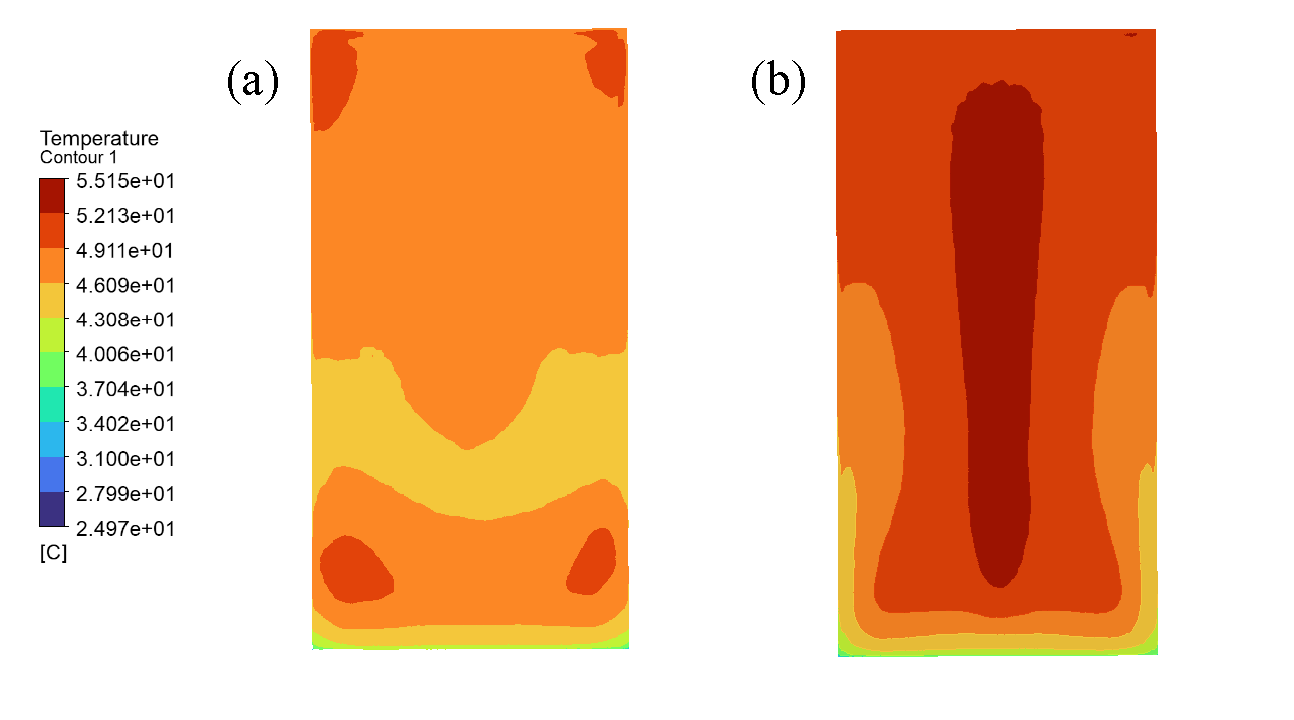 (a)
(b)
Temperature
Contour 1
5.515e+01
5.213e+01
4.911e+01
4.609e+01
4.308e+01
4.006e+01
3.704e+01
3.402e+01
3.100e+01
2.799e+01
2.497e+01
[C]